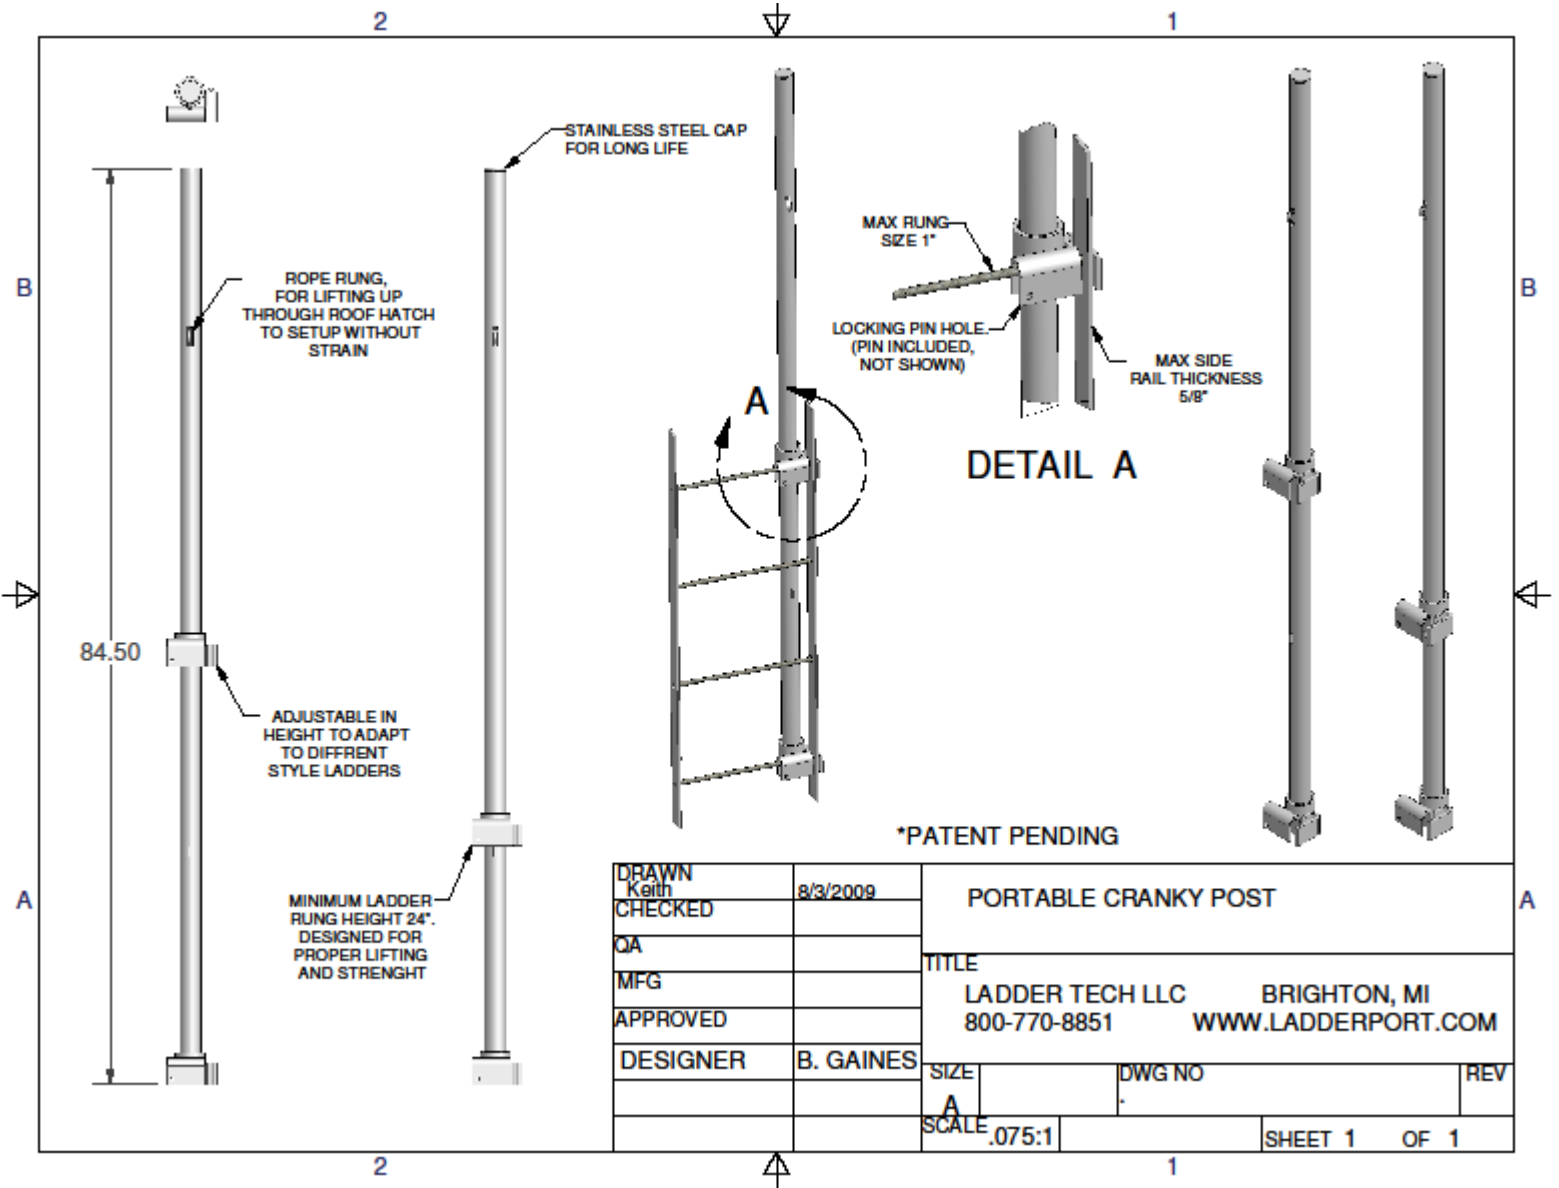 2
1
STAINLESS STEEL CAP
FOR LONG LIFE
MAX RUNG
SIZE 1"
ROPE RUNG,
FOR LIFTING UP
THROUGH ROOF HATCH
TO SETUP WITHOUT
STRAIN
B
B
LOCKING PIN HOLE.
(PIN INCLUDED,
NOT SHOWN)
MAX SIDE
RAIL THICKNESS
5/8"
A
DETAIL A
84.50
ADJUSTABLE IN
HEIGHT TO ADAPT
TO DIFFRENT
STYLE LADDERS
*PATENT PENDING
MINIMUM LADDER
RUNG HEIGHT 24".
DESIGNED FOR
PROPER LIFTING
AND STRENGHT
A
A
DRAWN
Keith
8/3/2009
CHECKED
QA
MFG
APPROVED
DESIGNER
B. GAINES
PORTABLE CRANKY POST
TITLE
LADDER TECH LLC BRIGHTON, MI
800-770-8851 WWW.LADDERPORT.COM
SIZE
A
DWG NO
.
REV
SCALE .075:1
SHEET 1 OF 1
2
1